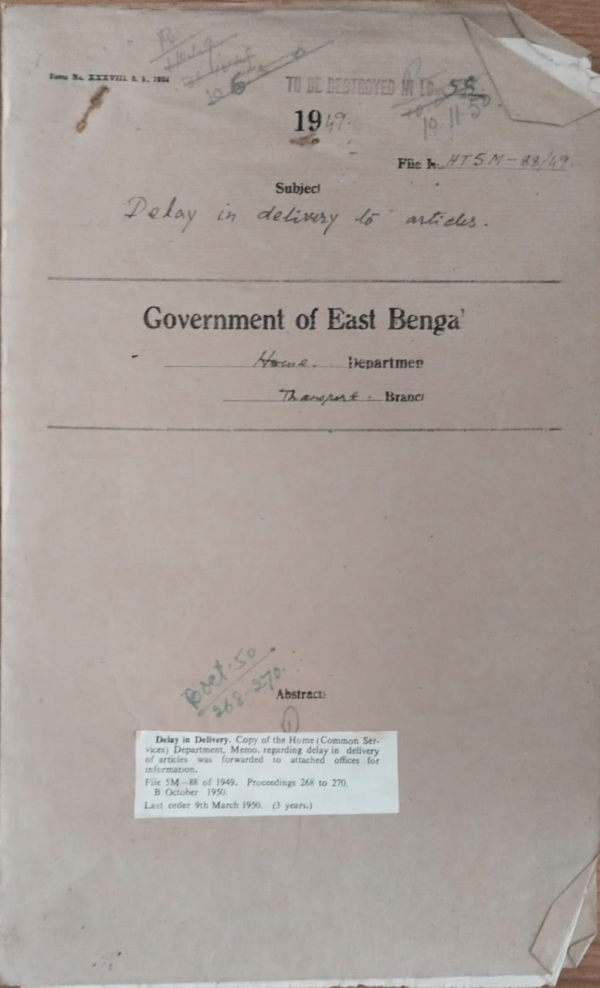 Form No. XXXVIII.
TO BE DESTROYED IN 58
10.11.50
1949.
File No. HT5M-88/49.
Subject
Delay in delivery to articles.
Government of East Bengal
Home. Departmen
Transport. Branc
B Oct. 50
268-270.
Abstract
Delay in Delivery. Copy of the Home (Common Ser-
vices) Department, Memo. regarding delay in delivery
of articles was forwarded to attached offices for
information.
File 5M—88 of 1949. Proceedings 268 to 270.
B October 1950.
Last order 9th March 1950. (3 years.)